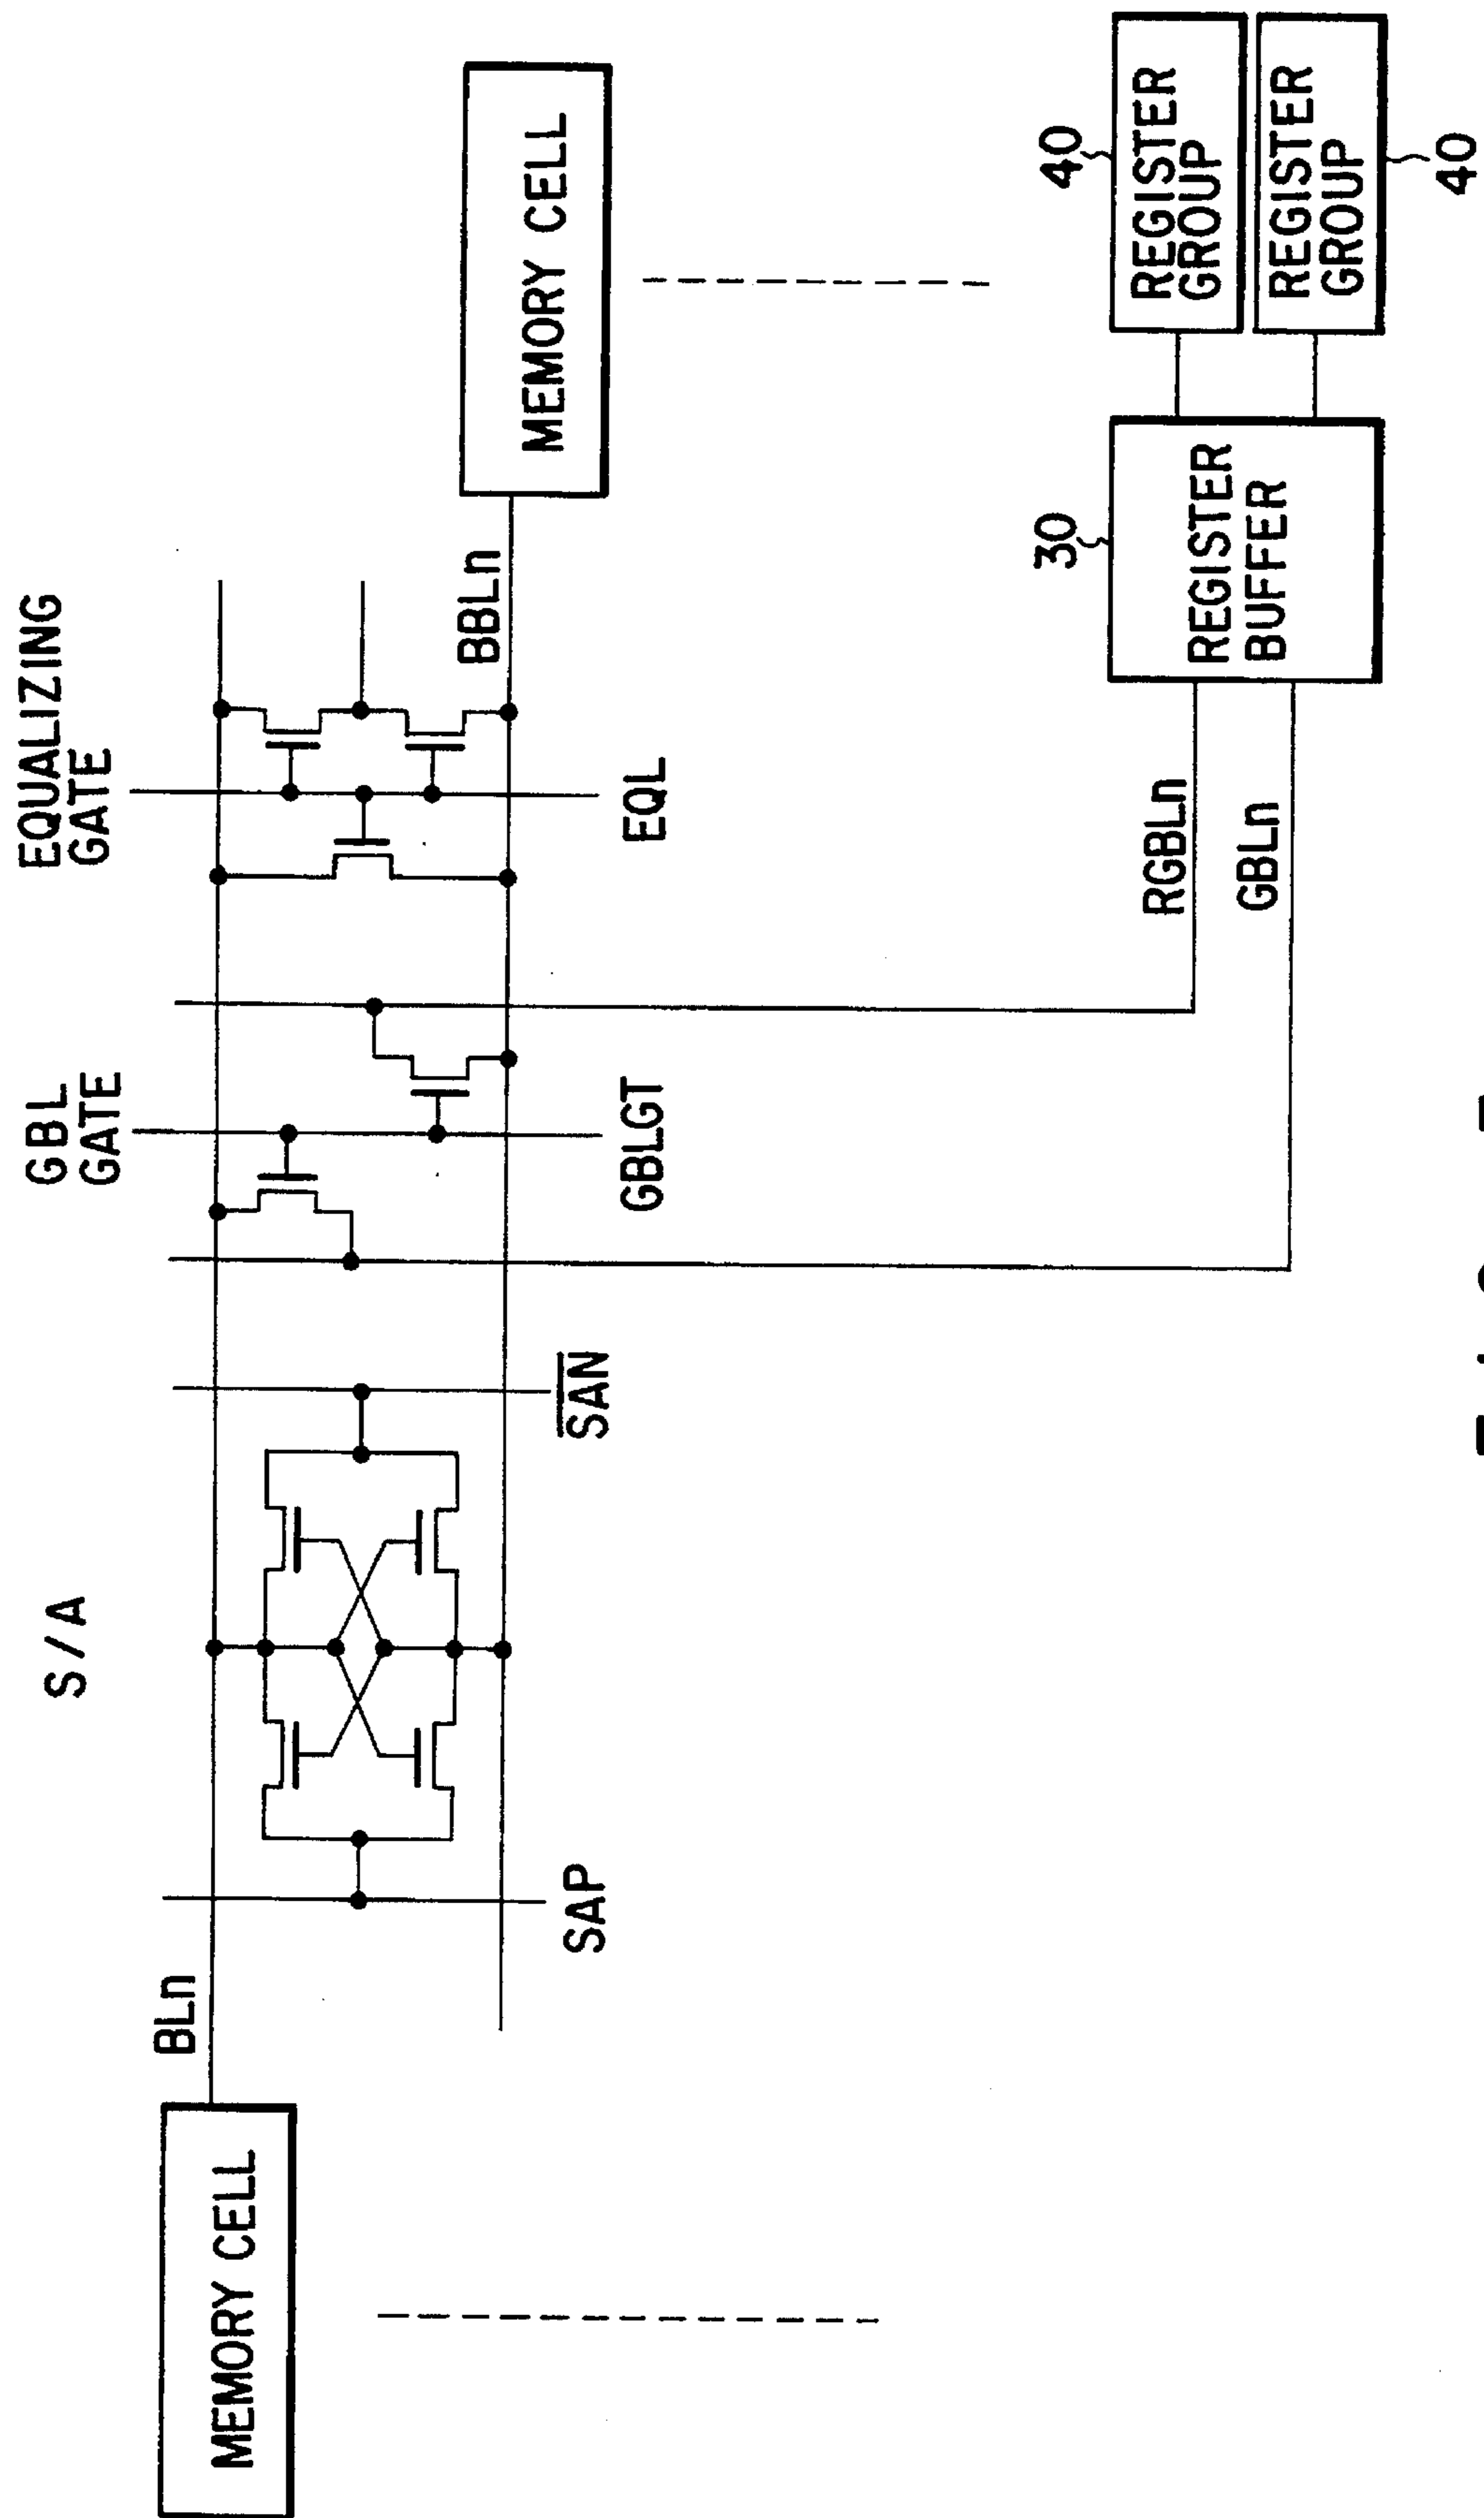 S/A
GBL
GATE
EQUALIZING
GATE
MEMORY CELL
BLn
SAP
SAN
GBLGT
EQL
BBLn
MEMORY CELL
RGBLn
GBLn
30
REGISTER
BUFFER
40
REGISTER
GROUP
REGISTER
GROUP
40